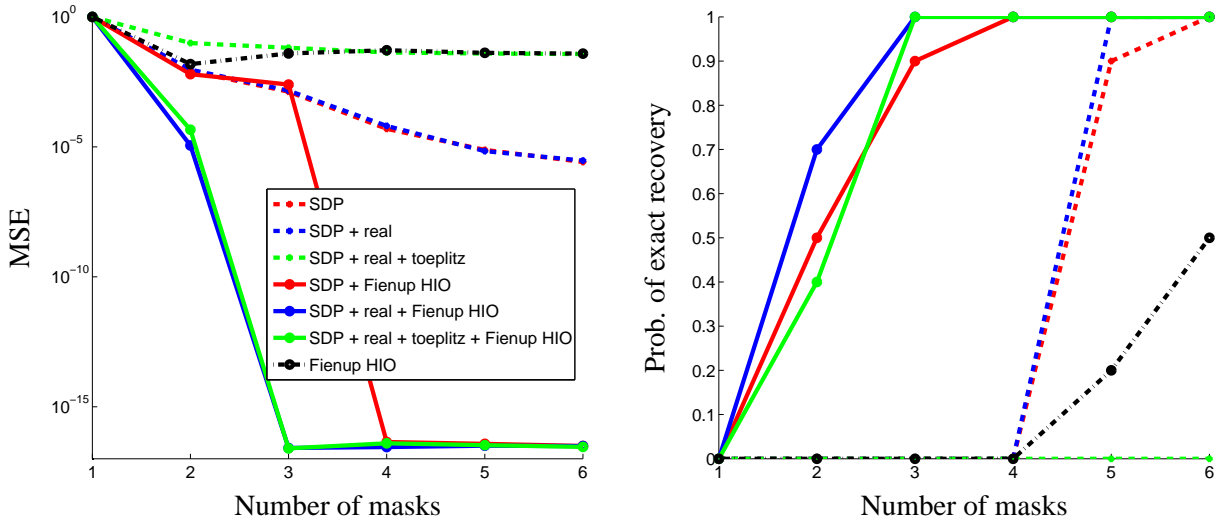 10^0
10^-5
10^-10
10^-15
MSE
1 2 3 4 5 6
Number of masks
SDP
SDP + real
SDP + real + toeplitz
SDP + Fienup HIO
SDP + real + Fienup HIO
SDP + real + toeplitz + Fienup HIO
Fienup HIO
1
0.9
0.8
0.7
0.6
0.5
0.4
0.3
0.2
0.1
0
Prob. of exact recovery
1 2 3 4 5 6
Number of masks